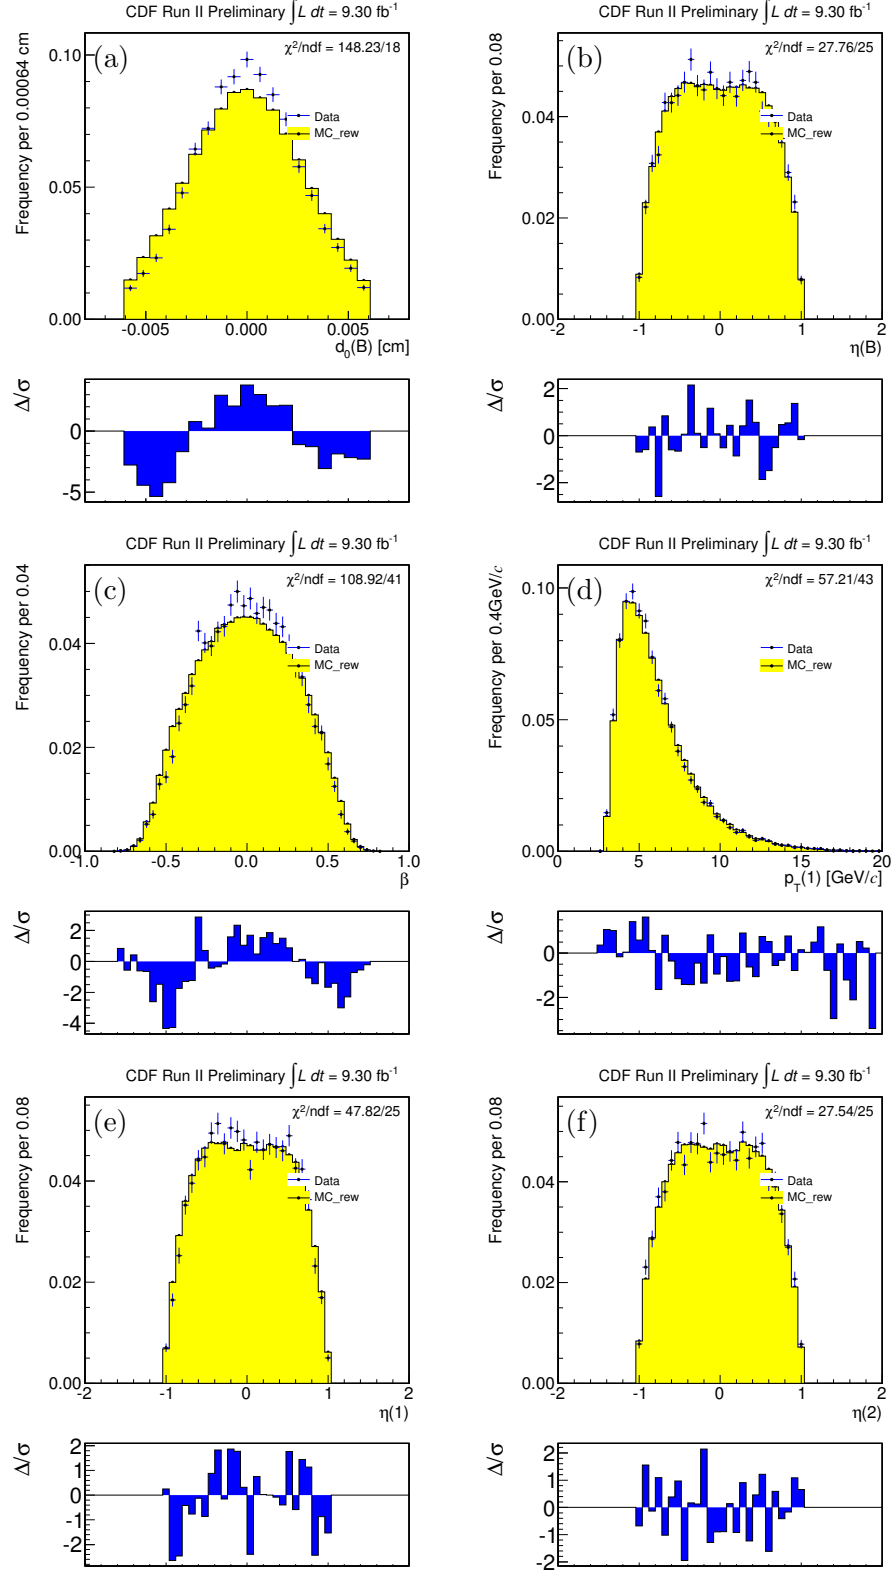 CDF Run II Preliminary ∫L dt = 9.30 fb⁻¹
(a)
χ²/ndf = 148.23/18
Frequency per 0.00064 cm
0.10
0.05
0.00
Data
MC_rew
-0.005 0.000 0.005
d₀(B) [cm]
Δ/σ
0
-5
CDF Run II Preliminary ∫L dt = 9.30 fb⁻¹
(b)
χ²/ndf = 27.76/25
Frequency per 0.08
0.04
0.02
0.00
Data
MC_rew
-2 -1 0 1 2
η(B)
Δ/σ
2
0
-2
CDF Run II Preliminary ∫L dt = 9.30 fb⁻¹
(c)
χ²/ndf = 108.92/41
Frequency per 0.04
0.04
0.02
0.00
Data
MC_rew
-1.0 -0.5 0.0 0.5 1.0
β
Δ/σ
2
0
-2
-4
CDF Run II Preliminary ∫L dt = 9.30 fb⁻¹
(d)
χ²/ndf = 57.21/43
Frequency per 0.4GeV/c
0.10
0.05
0.00
Data
MC_rew
0 5 10 15 20
p_T(1) [GeV/c]
Δ/σ
0
-2
CDF Run II Preliminary ∫L dt = 9.30 fb⁻¹
(e)
χ²/ndf = 47.82/25
Frequency per 0.08
0.04
0.02
0.00
Data
MC_rew
-2 -1 0 1 2
η(1)
Δ/σ
2
1
0
-1
-2
CDF Run II Preliminary ∫L dt = 9.30 fb⁻¹
(f)
χ²/ndf = 27.54/25
Frequency per 0.08
0.04
0.02
0.00
Data
MC_rew
-2 -1 0 1 2
η(2)
Δ/σ
2
1
0
-1
-2